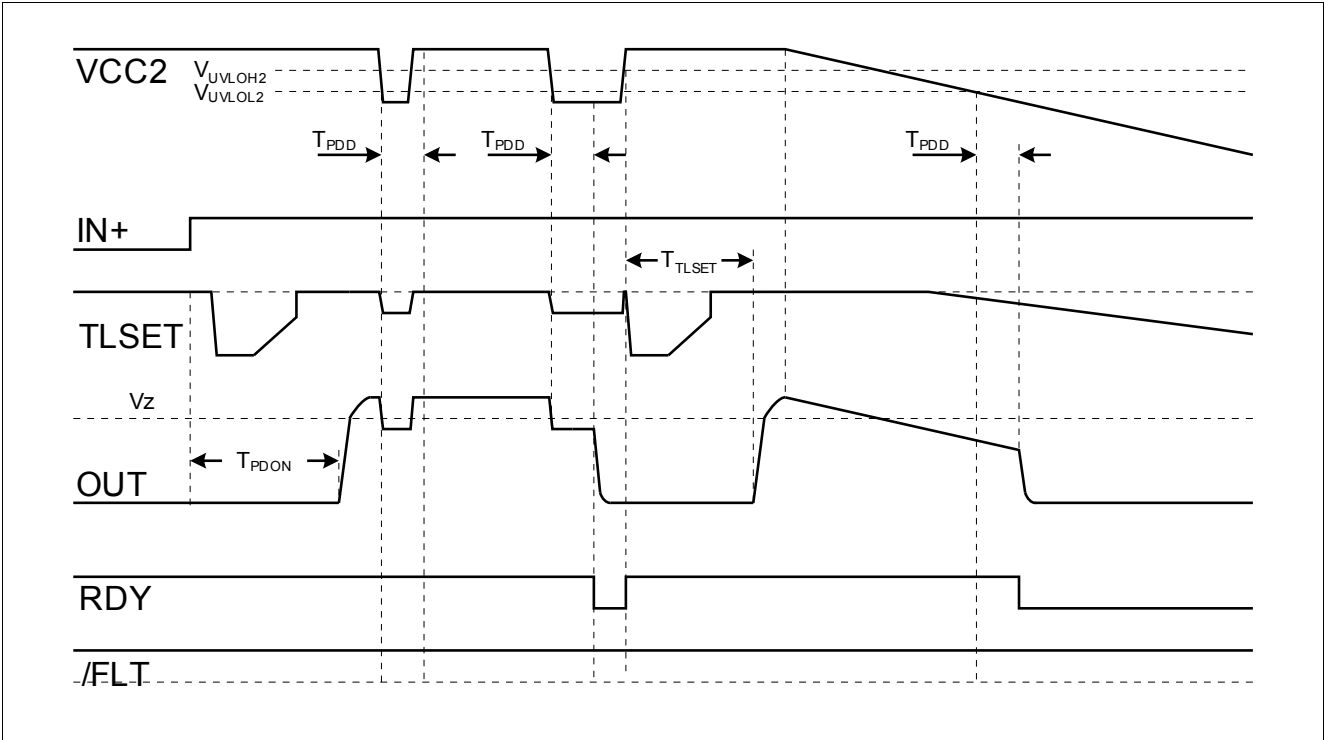 VCC2
VUVLOH2
VUVLOL2
TPDD TPDD TPDD
IN+
TTLSET
TLSET
Vz
TPDON
OUT
RDY
/FLT